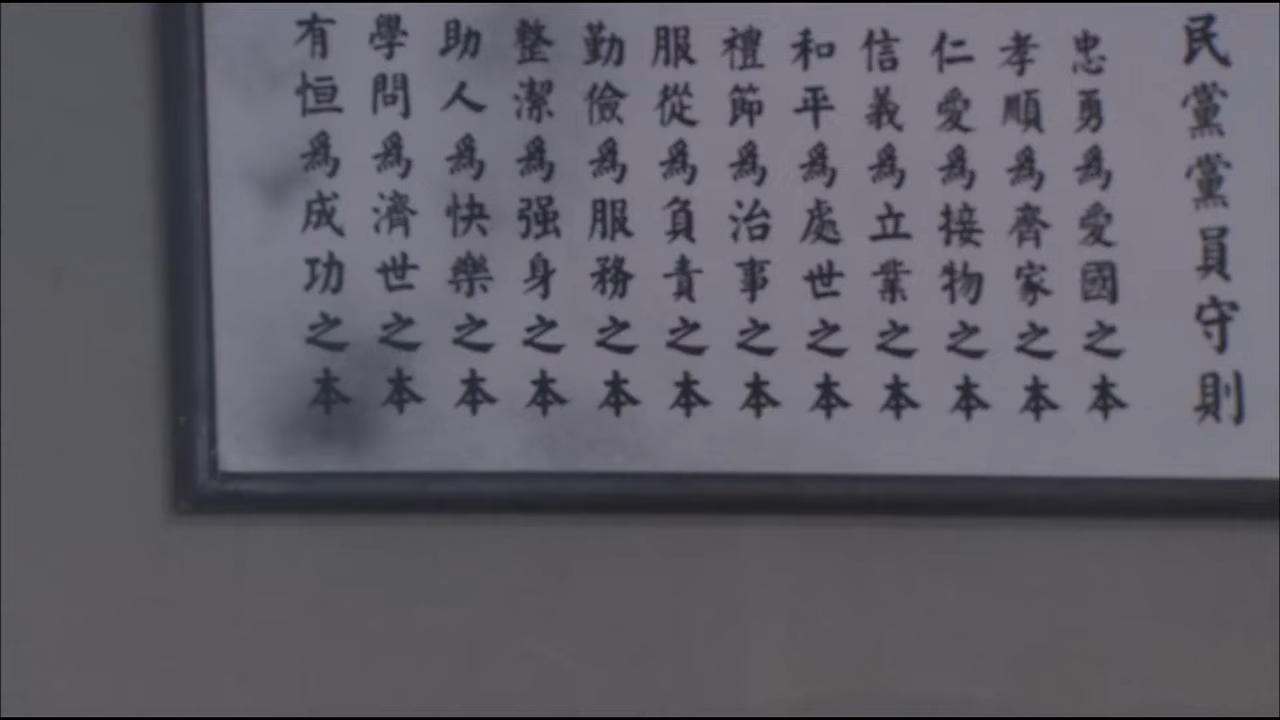 民黨黨員守則
忠勇爲愛國之本
孝順爲齊家之本
仁愛爲接物之本
信義爲立業之本
和平爲處世之本
禮節爲治事之本
服從爲負責之本
勤儉爲服務之本
整潔爲强身之本
助人爲快樂之本
學問爲濟世之本
有恒爲成功之本